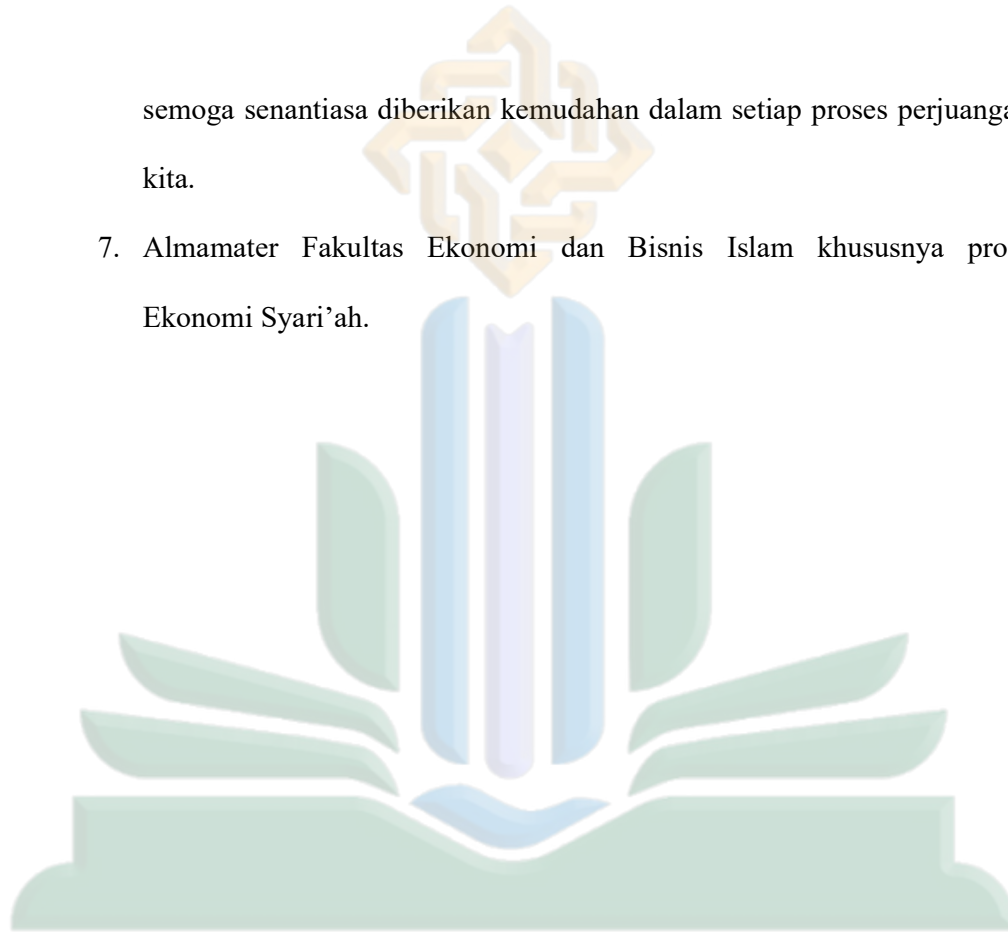 semoga senantiasa diberikan kemudahan dalam setiap proses perjuanga
kita.
7. Almamater Fakultas Ekonomi dan Bisnis Islam khususnya pro
Ekonomi Syari’ah.